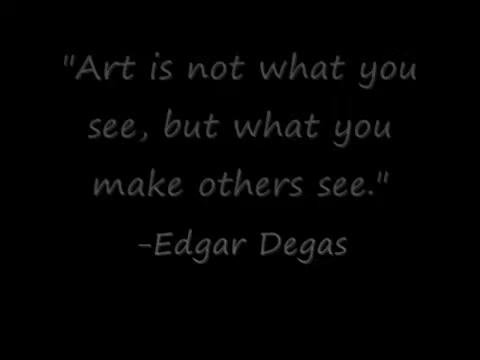 "Art is not what you
see, but what you
make others see."
-Edgar Degas